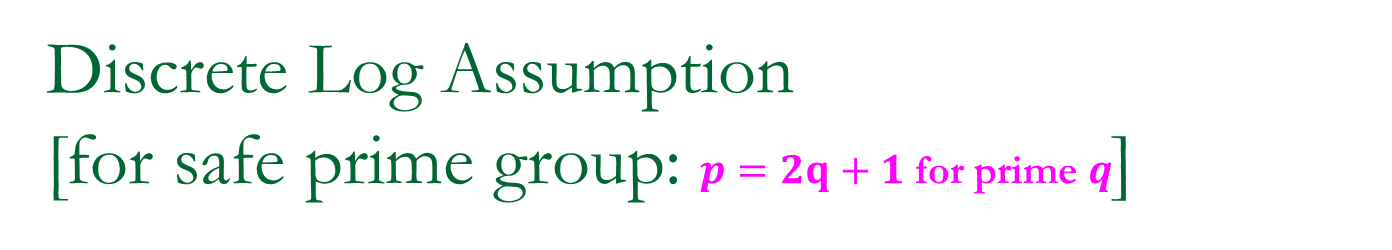 Discrete Log Assumption
[for safe prime group: p = 2q + 1 for prime q]